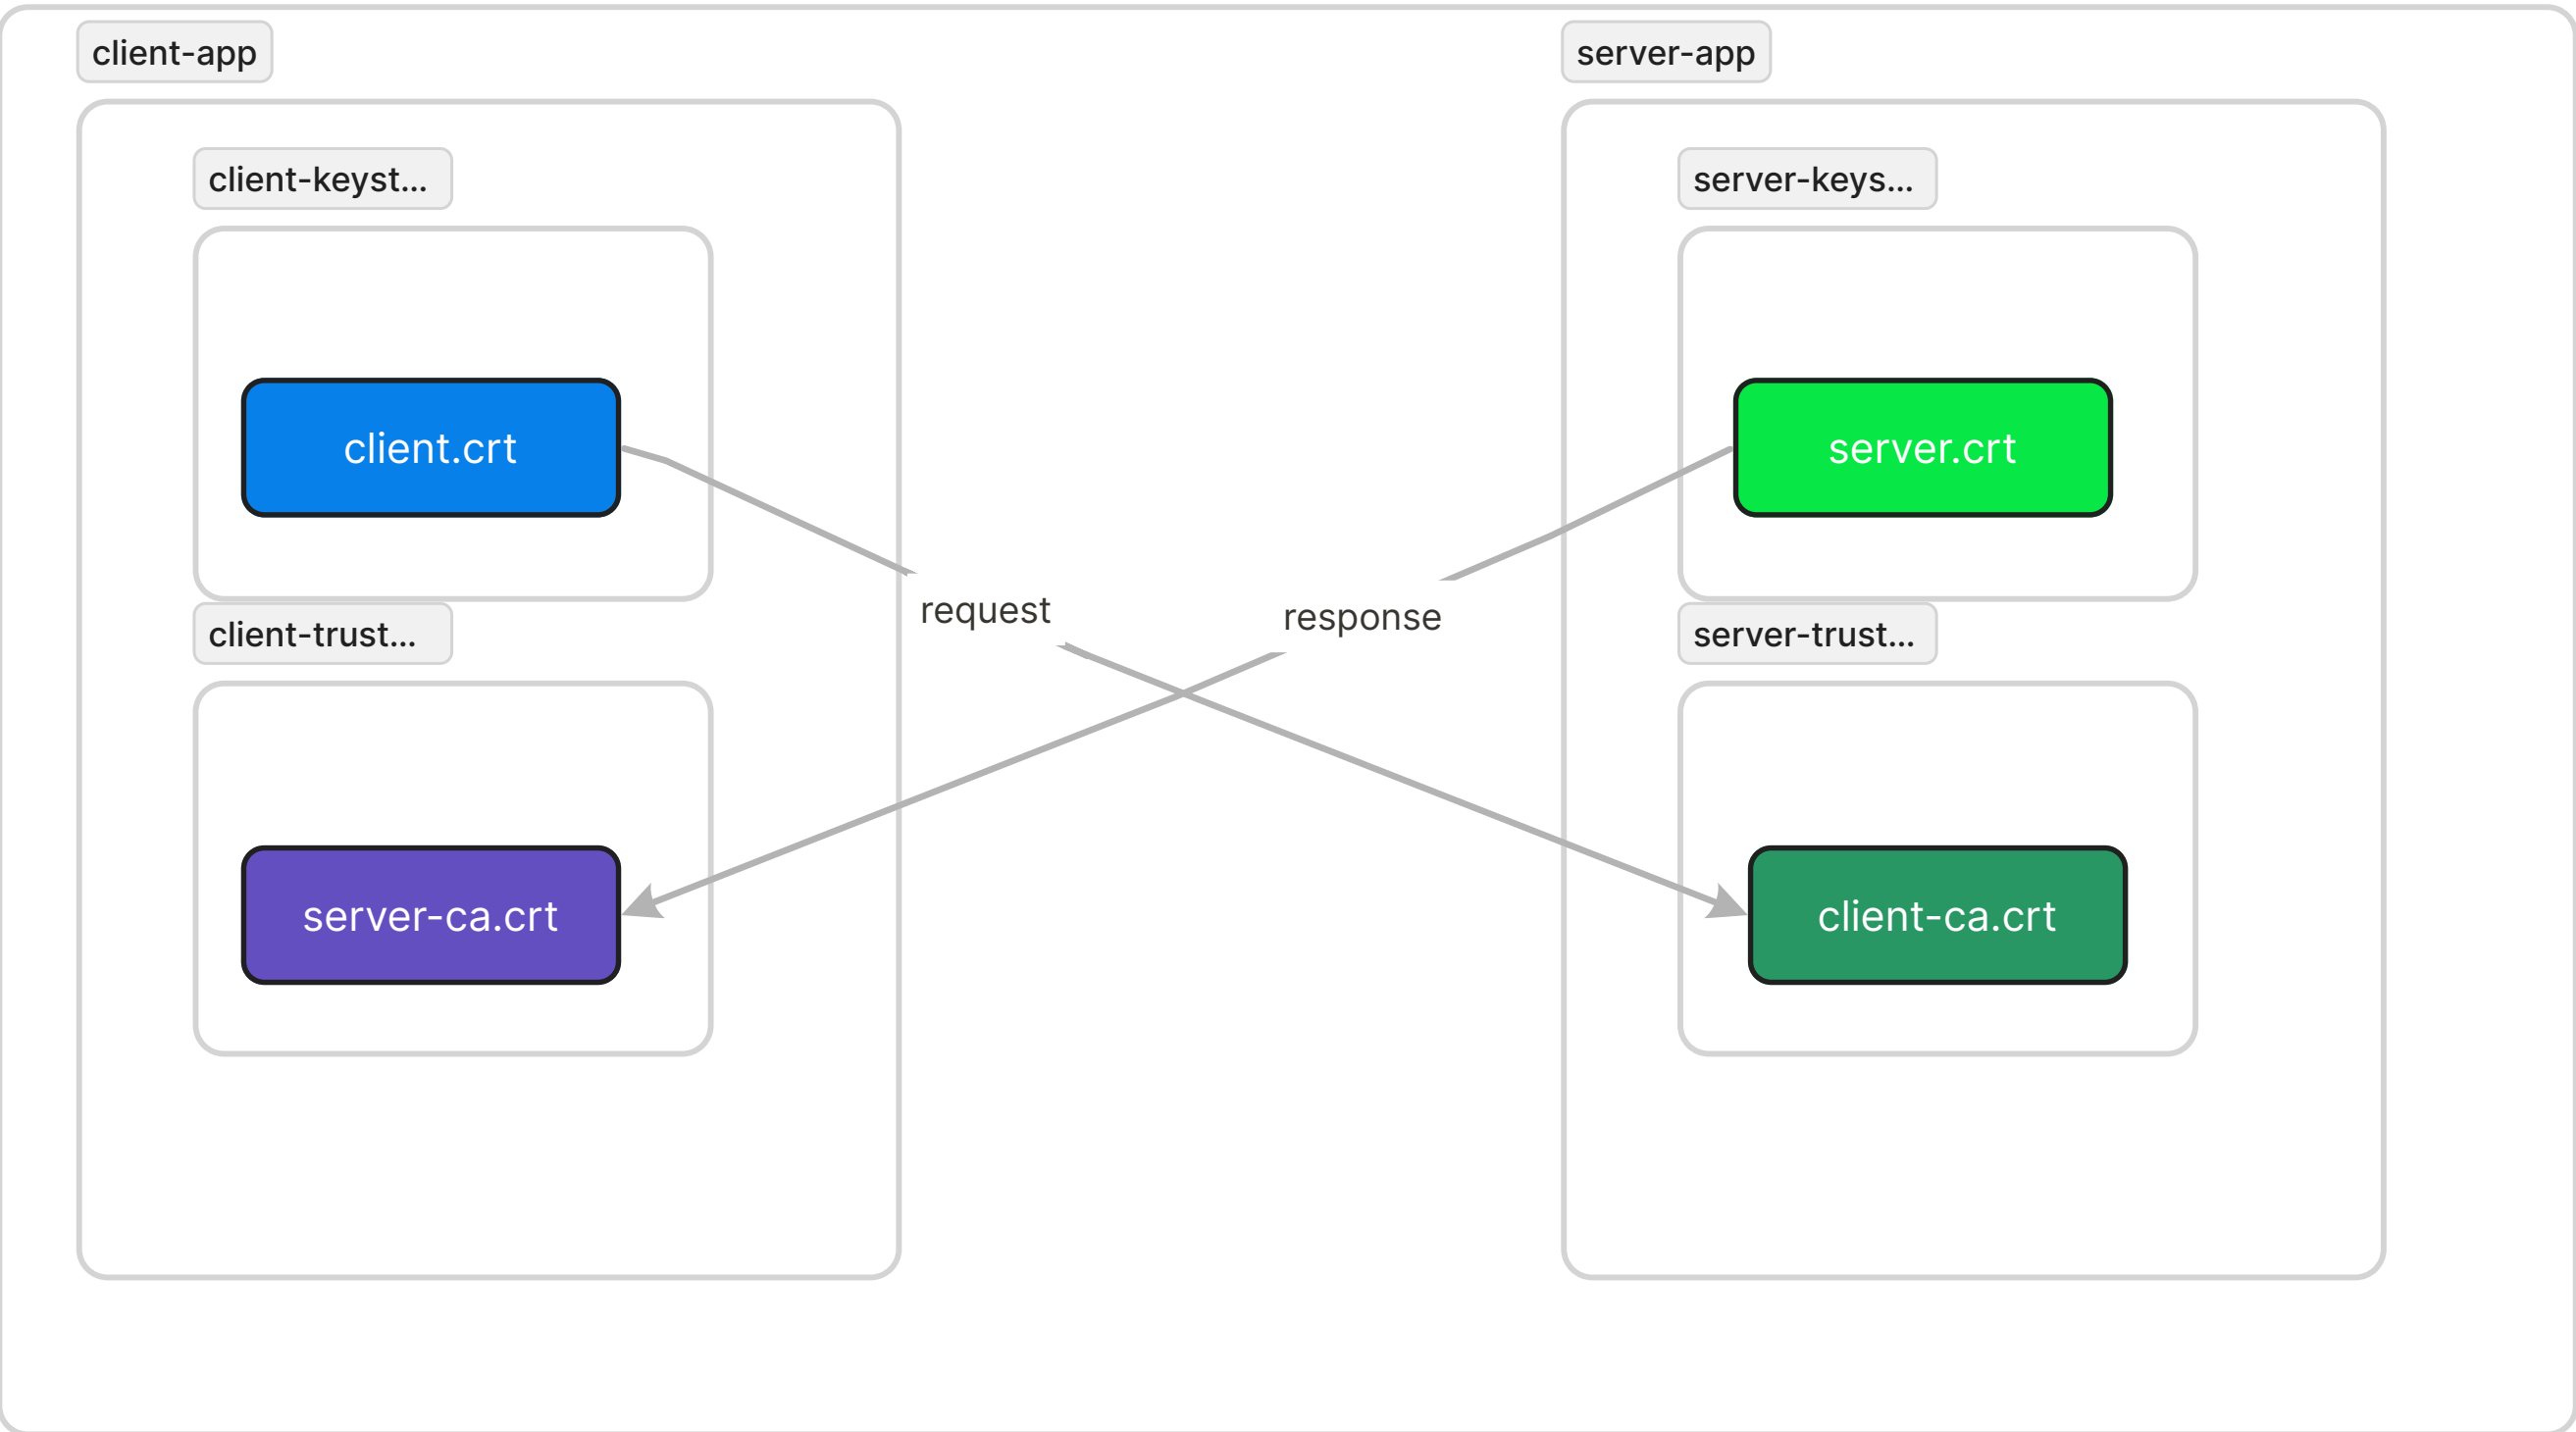 client-app
server-app
client-keyst...
server-keys...
client.crt
server.crt
request
response
client-trust...
server-trust...
server-ca.crt
client-ca.crt